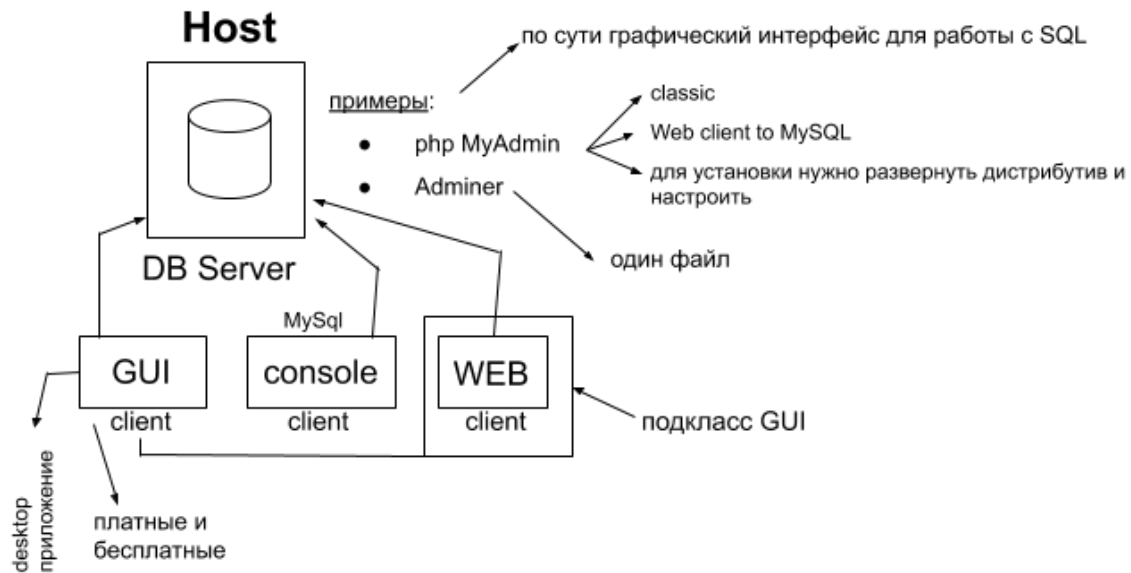 Host
по сути графический интерфейс для работы с SQL
примеры:
classic
● php MyAdmin
Web client to MySQL
● Adminer
для установки нужно развернуть дистрибутив и
настроить
DB Server
один файл
MySql
GUI
console
WEB
client
client
client
подкласс GUI
desktop
приложение
платные и
бесплатные